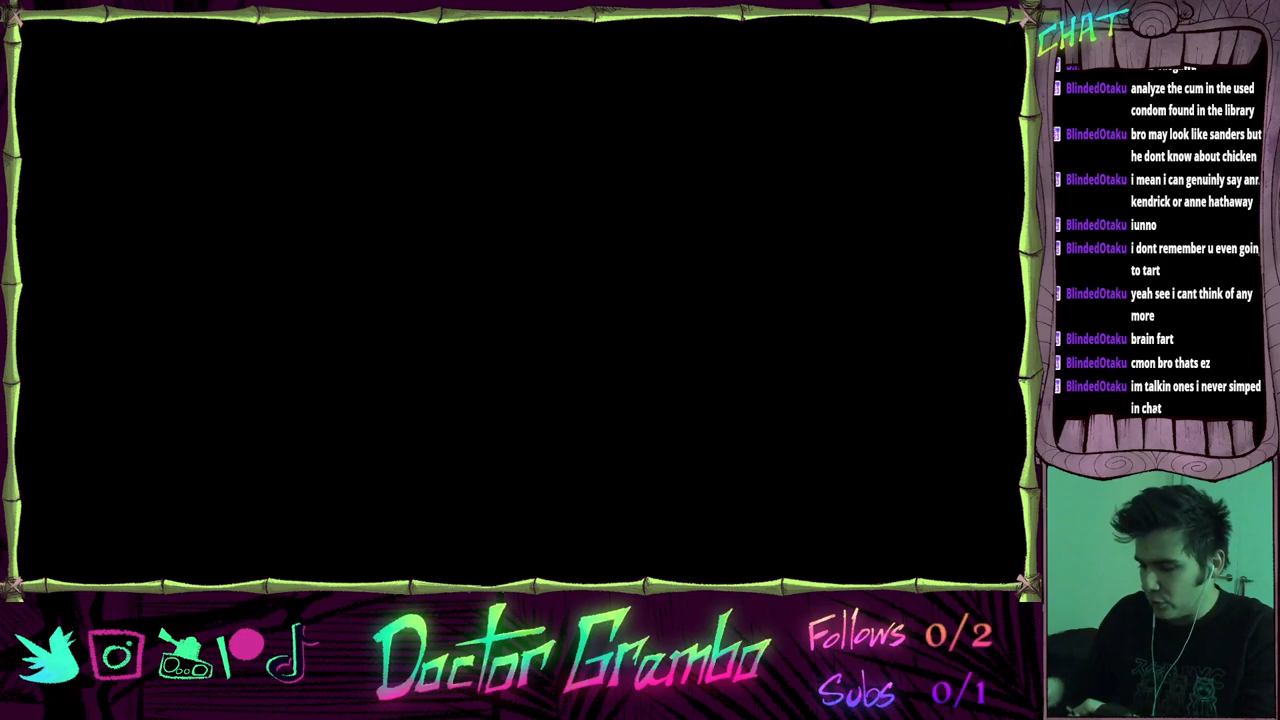 CHAT
BlindedOtaku analyze the cum in the used
condom found in the library
BlindedOtaku bro may look like sanders but
he dont know about chicken
BlindedOtaku i mean i can genuinly say
kendrick or anne hathaway
BlindedOtaku iunno
BlindedOtaku i dont remember u even goin
to tart
BlindedOtaku yeah see i cant think of any
more
BlindedOtaku brain fart
BlindedOtaku cmon bro thats ez
BlindedOtaku im talkin ones i never simped
in chat
Doctor Grambo
Follows 0/2
Subs 0/1